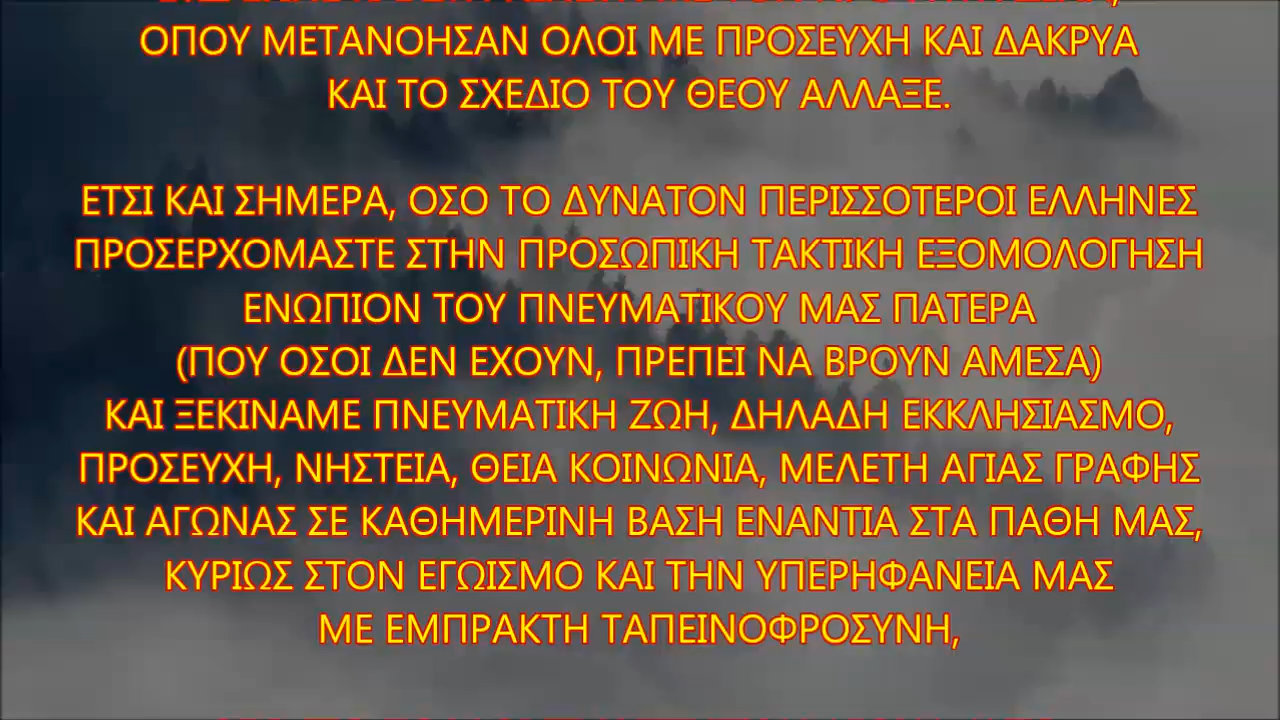 ΟΠΟΥ ΜΕΤΑΝΟΗΣΑΝ ΟΛΟΙ ΜΕ ΠΡΟΣΕΥΧΗ ΚΑΙ ΔΑΚΡΥΑ
ΚΑΙ ΤΟ ΣΧΕΔΙΟ ΤΟΥ ΘΕΟΥ ΑΛΛΑΞΕ.
ΕΤΣΙ ΚΑΙ ΣΗΜΕΡΑ, ΟΣΟ ΤΟ ΔΥΝΑΤΟΝ ΠΕΡΙΣΣΟΤΕΡΟΙ ΕΛΛΗΝΕΣ
ΠΡΟΣΕΡΧΟΜΑΣΤΕ ΣΤΗΝ ΠΡΟΣΩΠΙΚΗ ΤΑΚΤΙΚΗ ΕΞΟΜΟΛΟΓΗΣΗ
ΕΝΩΠΙΟΝ ΤΟΥ ΠΝΕΥΜΑΤΙΚΟΥ ΜΑΣ ΠΑΤΕΡΑ
(ΠΟΥ ΟΣΟΙ ΔΕΝ ΕΧΟΥΝ, ΠΡΕΠΕΙ ΝΑ ΒΡΟΥΝ ΑΜΕΣΑ)
ΚΑΙ ΞΕΚΙΝΑΜΕ ΠΝΕΥΜΑΤΙΚΗ ΖΩΗ, ΔΗΛΑΔΗ ΕΚΚΛΗΣΙΑΣΜΟ,
ΠΡΟΣΕΥΧΗ, ΝΗΣΤΕΙΑ, ΘΕΙΑ ΚΟΙΝΩΝΙΑ, ΜΕΛΕΤΗ ΑΓΙΑΣ ΓΡΑΦΗΣ
ΚΑΙ ΑΓΩΝΑΣ ΣΕ ΚΑΘΗΜΕΡΙΝΗ ΒΑΣΗ ΕΝΑΝΤΙΑ ΣΤΑ ΠΑΘΗ ΜΑΣ,
ΚΥΡΙΩΣ ΣΤΟΝ ΕΓΩΙΣΜΟ ΚΑΙ ΤΗΝ ΥΠΕΡΗΦΑΝΕΙΑ ΜΑΣ
ΜΕ ΕΜΠΡΑΚΤΗ ΤΑΠΕΙΝΟΦΡΟΣΥΝΗ,